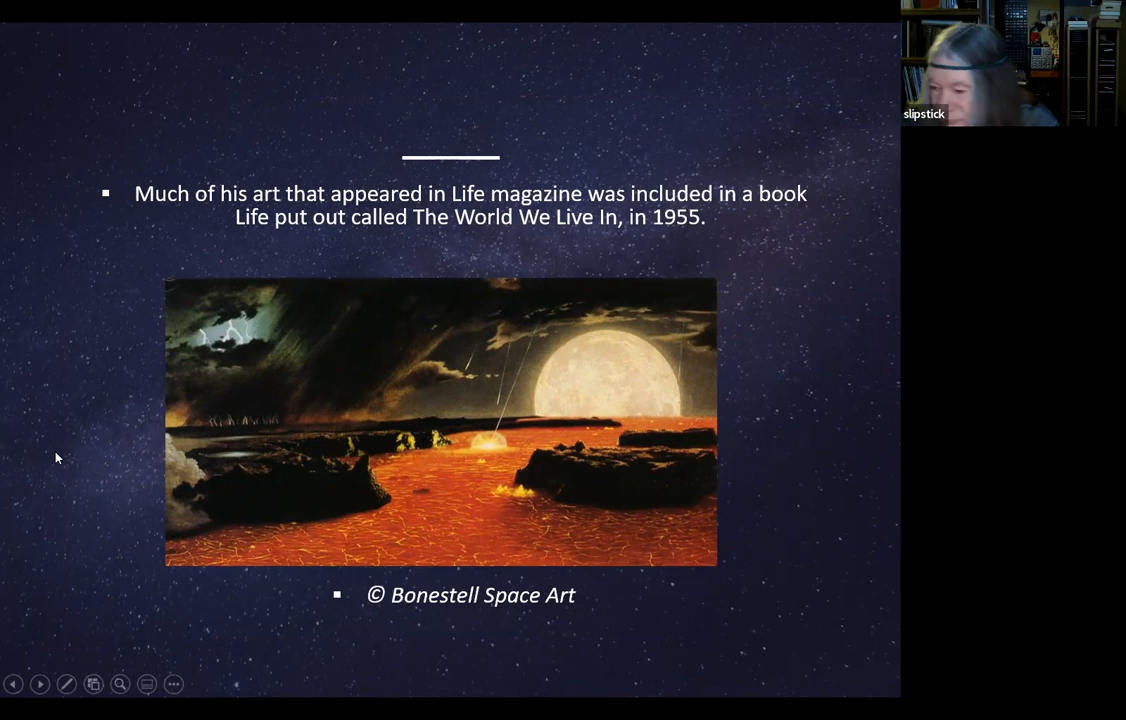 slipstick
Much of his art that appeared in Life magazine was included in a book
Life put out called The World We Live In, in 1955.
© Bonestell Space Art